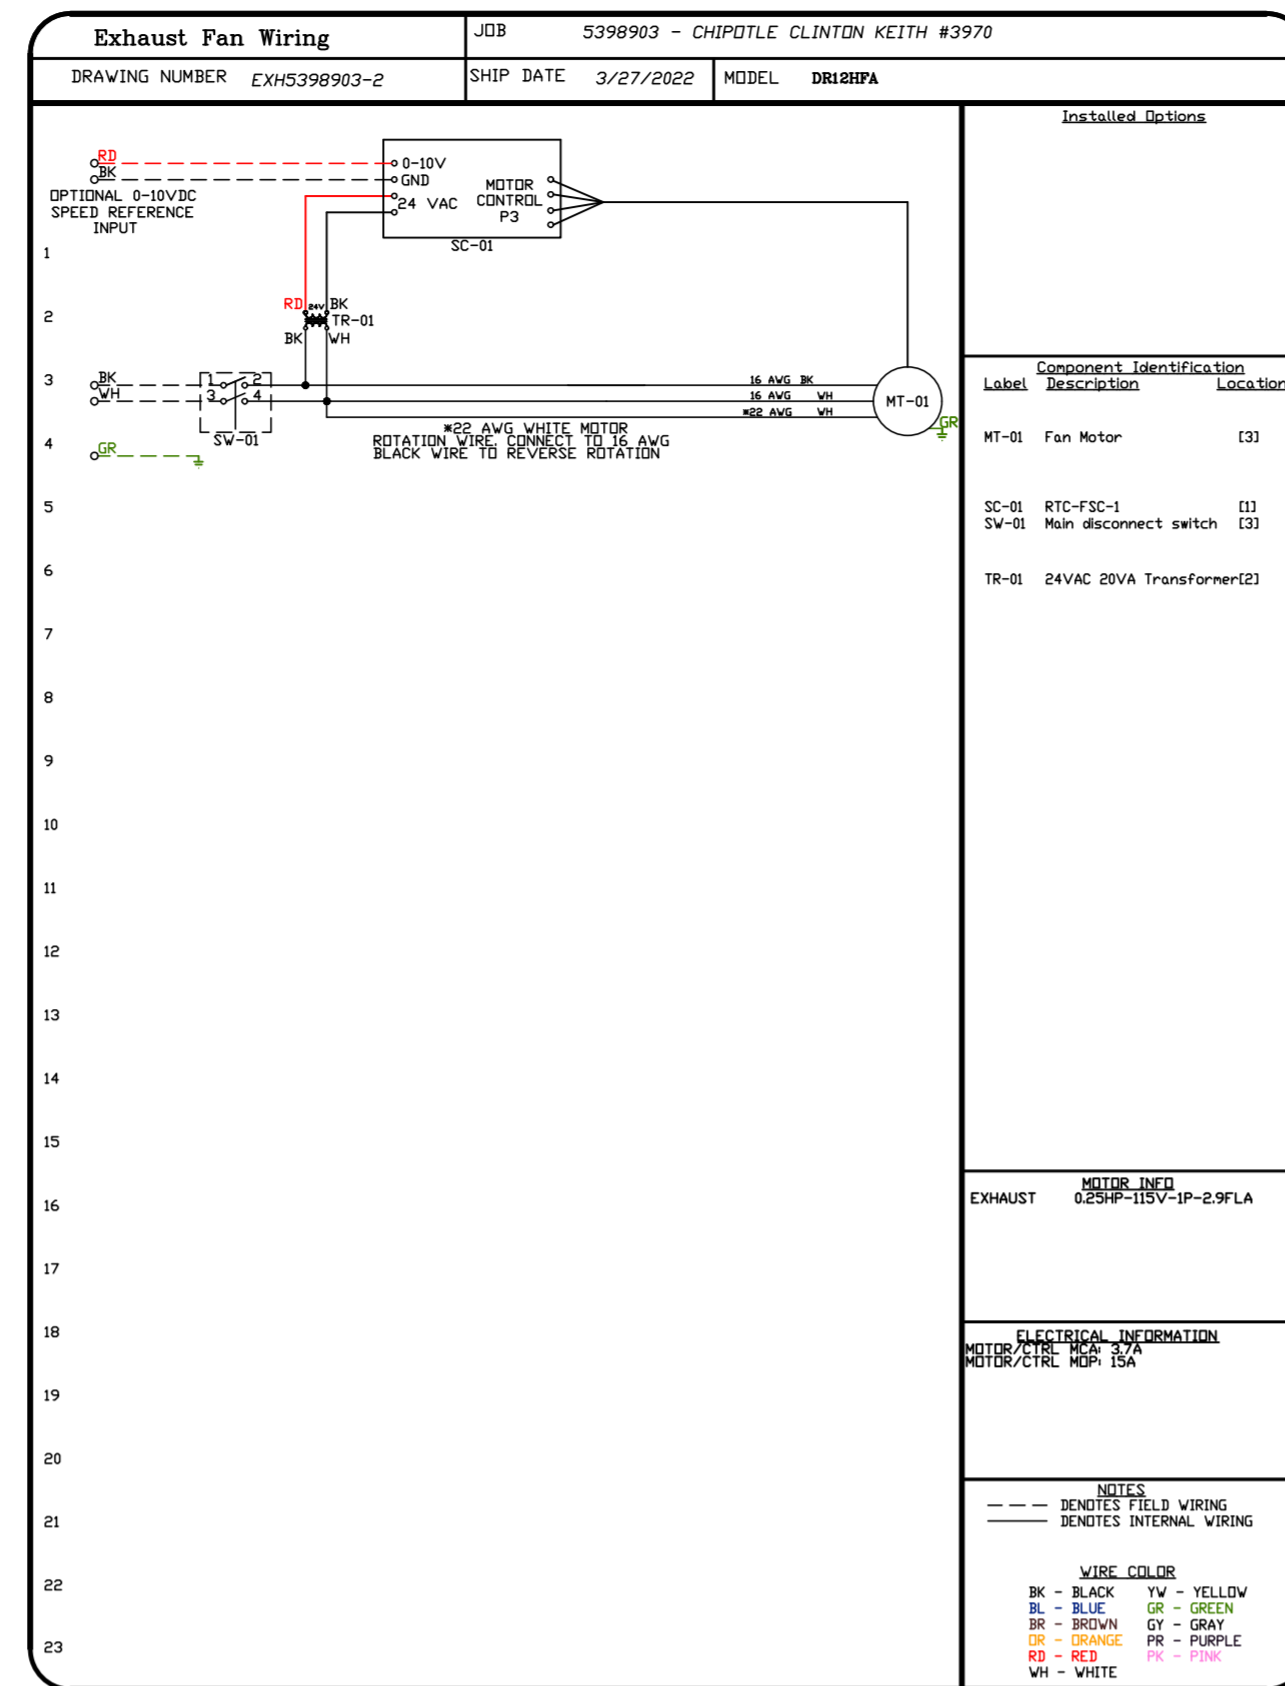 Exhaust Fan Wiring
JOB 5398903 - CHIPOTLE CLINTON KEITH #3970
DRAWING NUMBER EXH5398903-2
SHIP DATE 3/27/2022
MODEL DR12HFA
RD
BK
OPTIONAL 0-10VDC
SPEED REFERENCE
INPUT
0-10V
GND
24 VAC
MOTOR
CONTROL
P3
SC-01
RD 24V BK
TR-01
BK WH
BK
WH
1 2
3 4
SW-01
GR
16 AWG BK
16 AWG WH
*22 AWG WH
MT-01
GR
*22 AWG WHITE MOTOR
ROTATION WIRE. CONNECT TO 16 AWG
BLACK WIRE TO REVERSE ROTATION
1
2
3
4
5
6
7
8
9
10
11
12
13
14
15
16
17
18
19
20
21
22
23
Installed Options
Component Identification
Label Description Location
MT-01 Fan Motor [3]
SC-01 RTC-FSC-1 [1]
SW-01 Main disconnect switch [3]
TR-01 24VAC 20VA Transformer[2]
MOTOR INFO
EXHAUST 0.25HP-115V-1P-2.9FLA
ELECTRICAL INFORMATION
MOTOR/CTRL MCA: 3.7A
MOTOR/CTRL MOP: 15A
NOTES
DENOTES FIELD WIRING
DENOTES INTERNAL WIRING
WIRE COLOR
BK - BLACK YW - YELLOW
BL - BLUE GR - GREEN
BR - BROWN GY - GRAY
OR - ORANGE PR - PURPLE
RD - RED PK - PINK
WH - WHITE